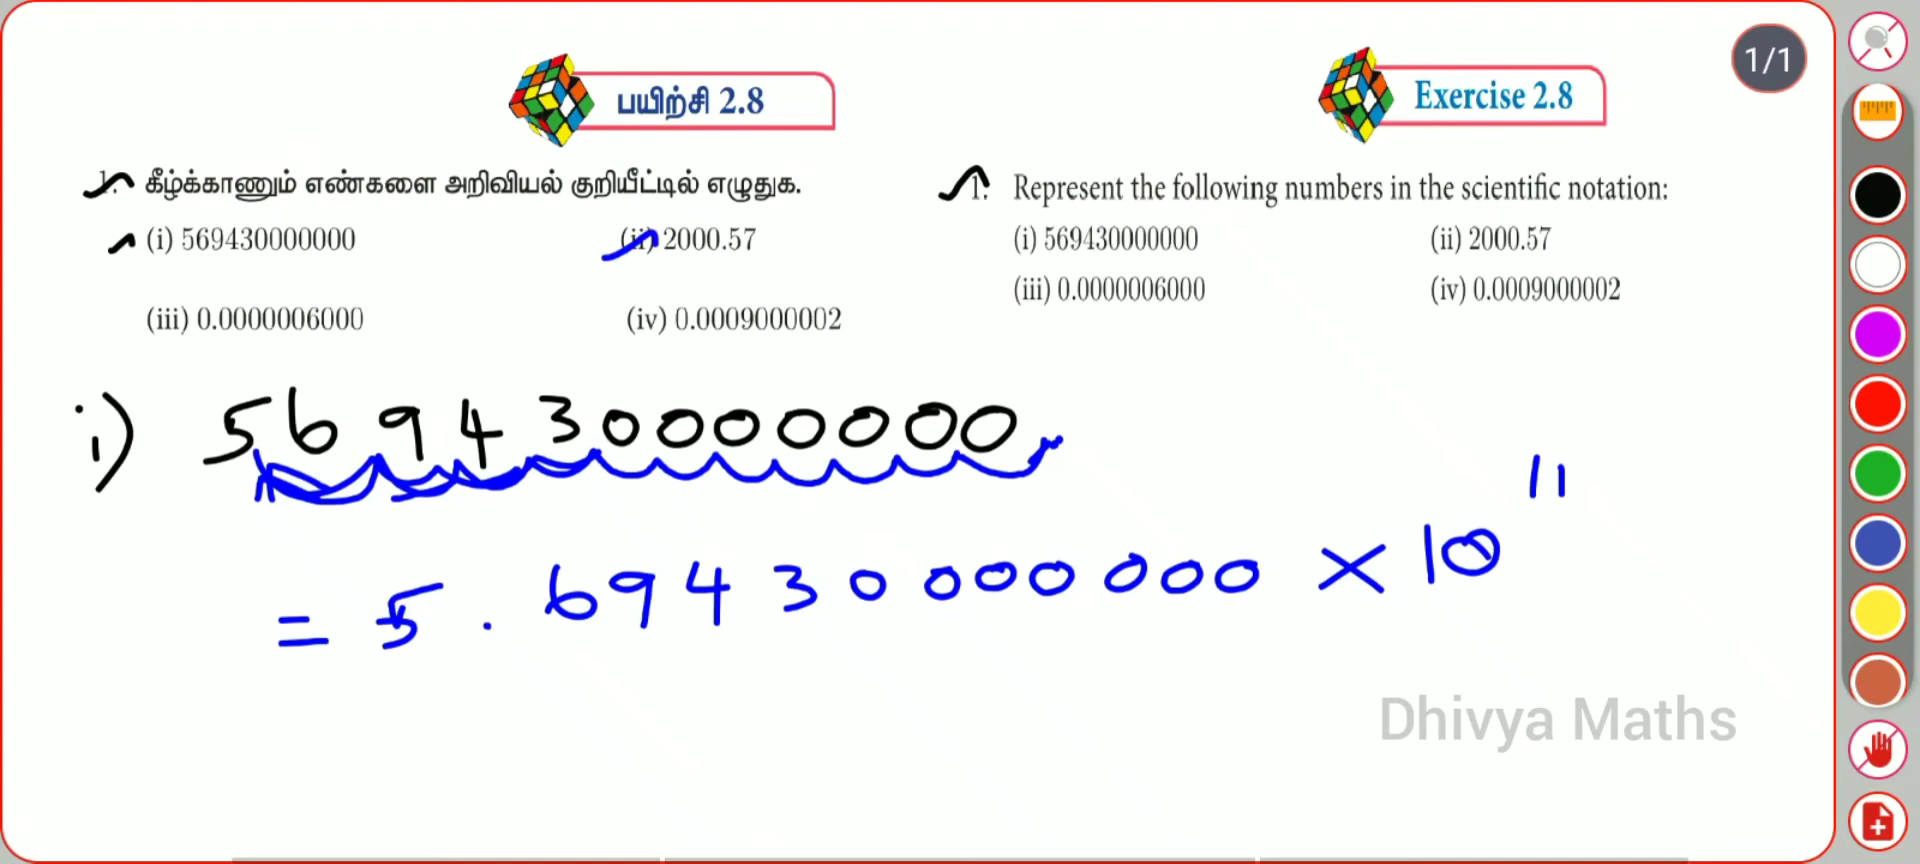 1/1
பயிற்சி 2.8
Exercise 2.8
1. கீழ்க்காணும் எண்களை அறிவியல் குறியீட்டில் எழுதுக.
(i) 569430000000 (ii) 2000.57
(iii) 0.0000006000 (iv) 0.0009000002
1. Represent the following numbers in the scientific notation:
(i) 569430000000 (ii) 2000.57
(iii) 0.0000006000 (iv) 0.0009000002
i) 569430000000
= 5.69430000000 × 10¹¹
Dhivya Maths